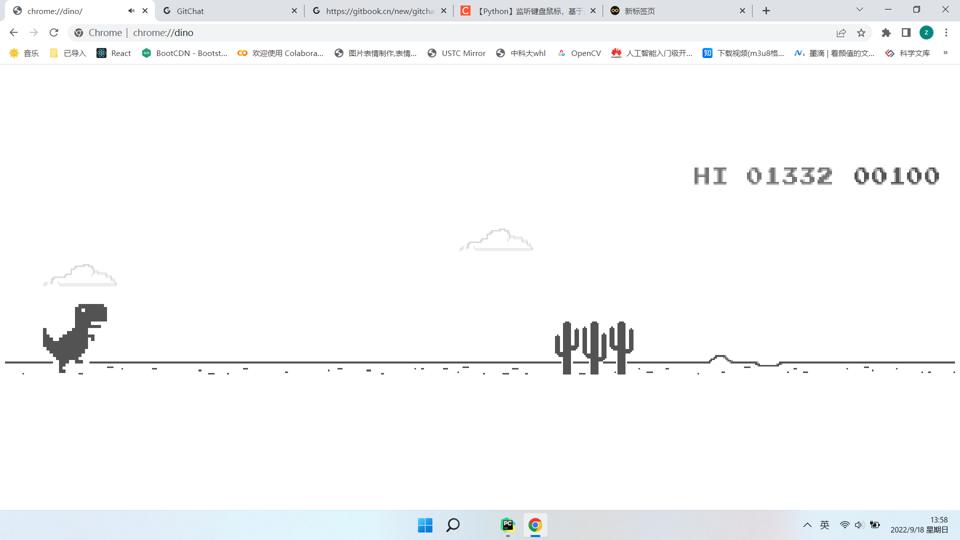 chrome://dino/
GitChat
https://gitbook.cn/new/gitcha
【Python】监听键盘鼠标，基于
新标签页
Chrome | chrome://dino
音乐
已导入
React
BootCDN - Bootst...
欢迎使用 Colabora...
图片表情制作,表情...
USTC Mirror
中科大whl
OpenCV
人工智能入门极开...
下载视频(m3u8格...
墨滴 | 看颜值的文...
科学文库
HI 01332 00100
英
13:58
2022/9/18 星期日